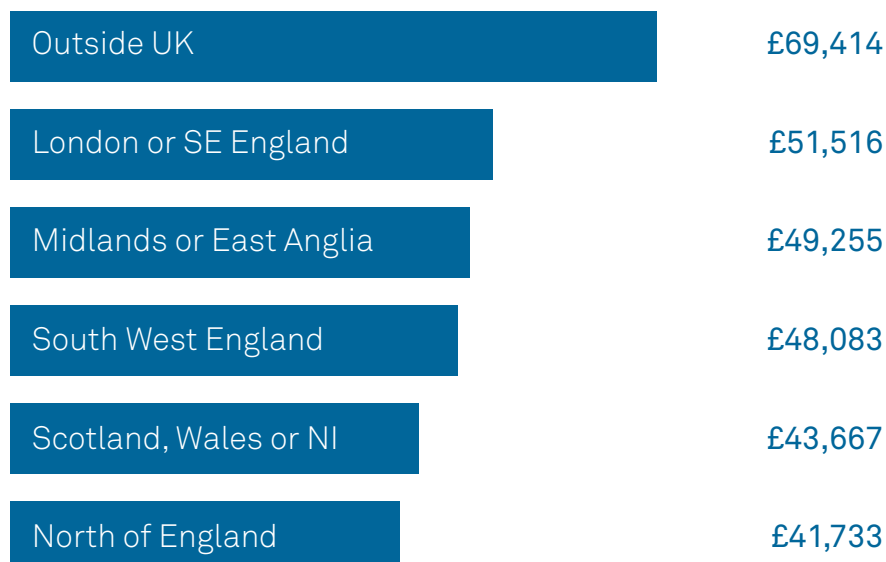 Outside UK £69,414
London or SE England £51,516
Midlands or East Anglia £49,255
South West England £48,083
Scotland, Wales or NI £43,667
North of England £41,733